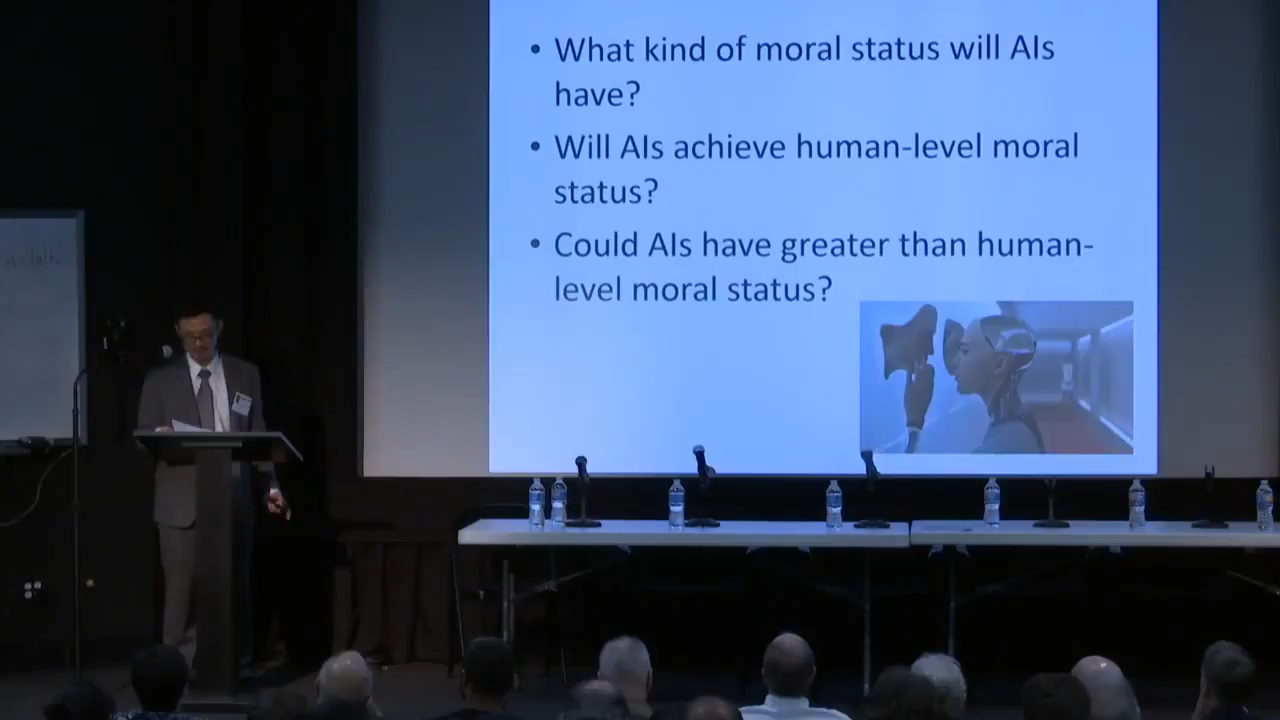 • What kind of moral status will AIs
have?
• Will AIs achieve human-level moral
status?
• Could AIs have greater than human-
level moral status?